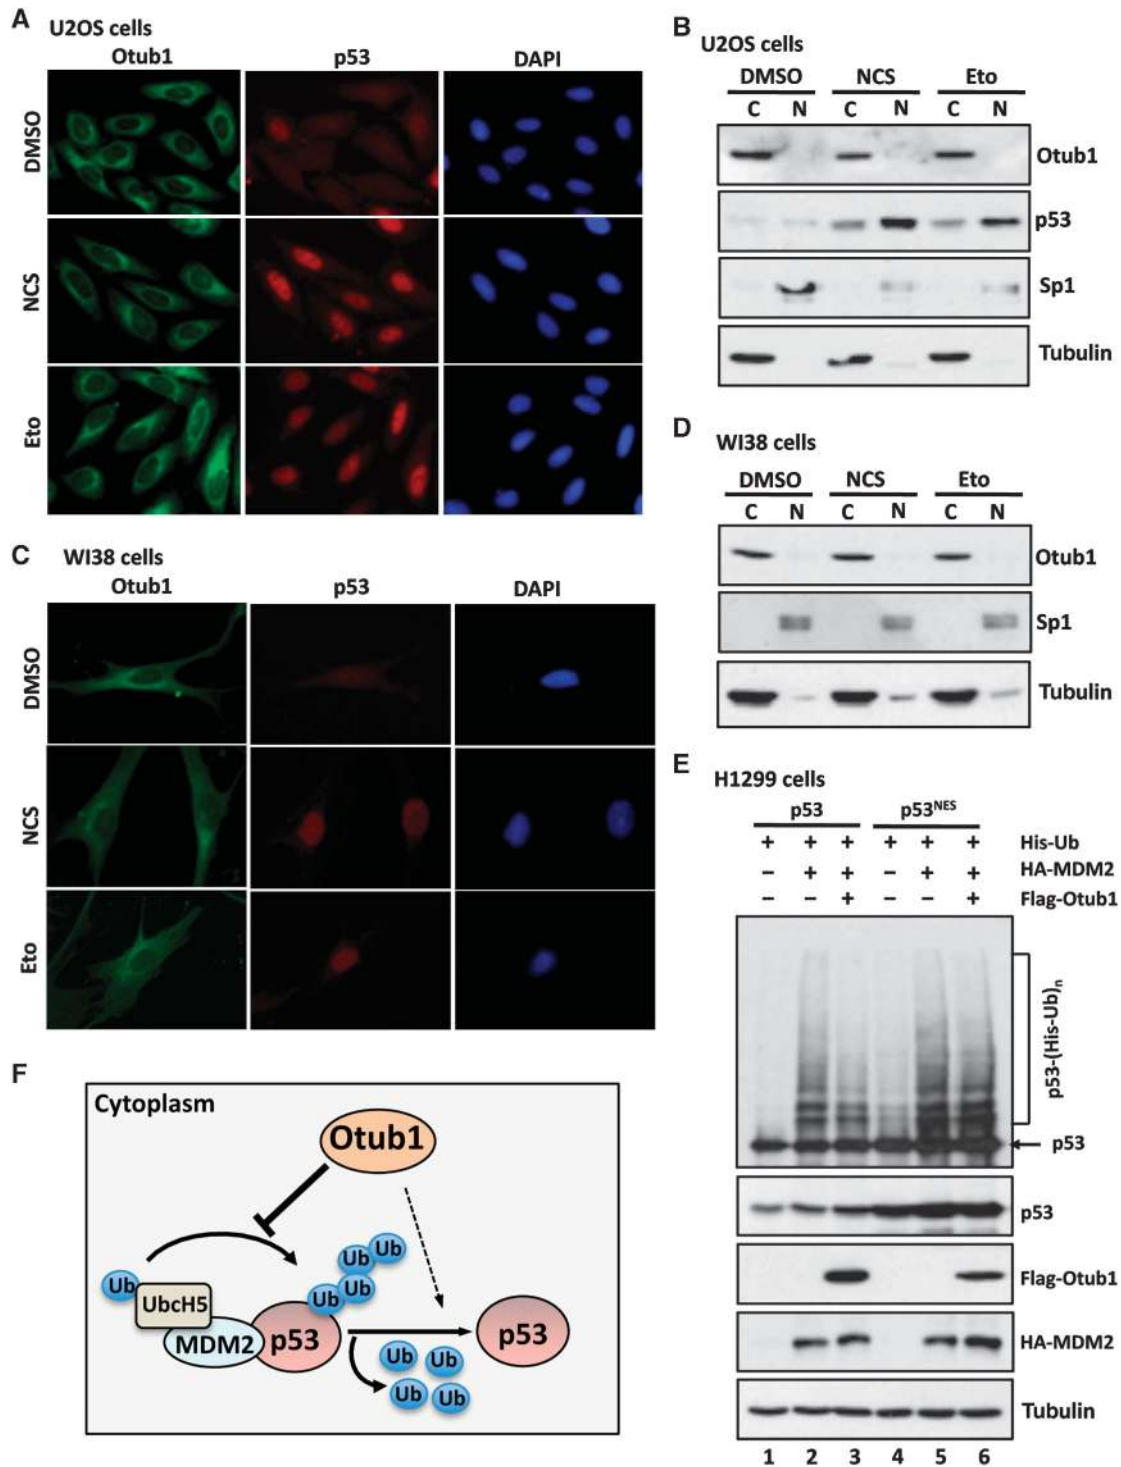 A
U2OS cells
Otub1 p53 DAPI
DMSO
NCS
Eto
B
U2OS cells
DMSO NCS Eto
C N C N C N
Otub1
p53
Sp1
Tubulin
C
WI38 cells
Otub1 p53 DAPI
DMSO
NCS
Eto
D
WI38 cells
DMSO NCS Eto
C N C N C N
Otub1
Sp1
Tubulin
E
H1299 cells
p53 p53NES
+ + + + + + His-Ub
– + + – + + HA-MDM2
– – + – – + Flag-Otub1
p53-(His-Ub)n
p53
p53
Flag-Otub1
HA-MDM2
Tubulin
1 2 3 4 5 6
F
Cytoplasm
Otub1
Ub Ub
Ub Ub
Ub
UbcH5
MDM2 p53 p53
Ub Ub
Ub Ub